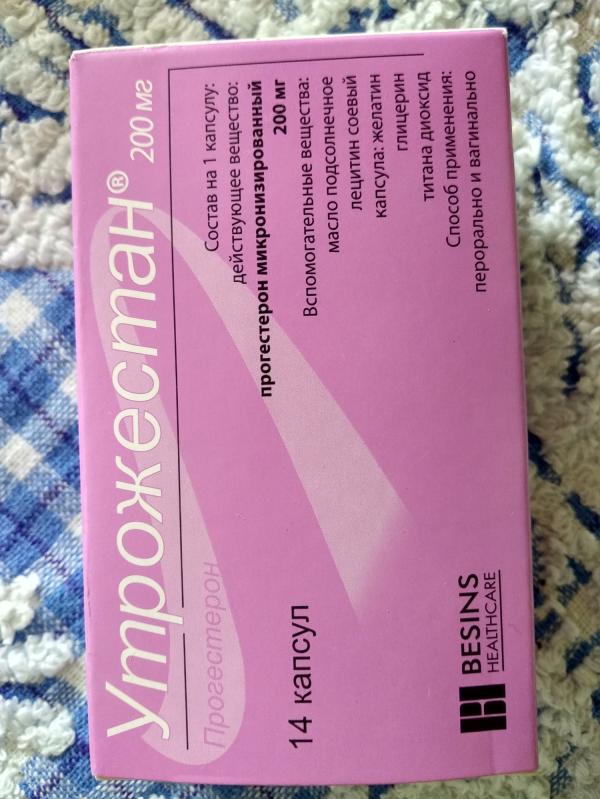 Утрожестан® 200 мг
Прогестерон
Состав на 1 капсулу:
действующее вещество:
прогестерон микронизированный
200 мг
Вспомогательные вещества:
масло подсолнечное
лецитин соевый
капсула: желатин
глицерин
титана диоксид
Способ применения:
перорально и вагинально
14 капсул
BESINS
HEALTHCARE